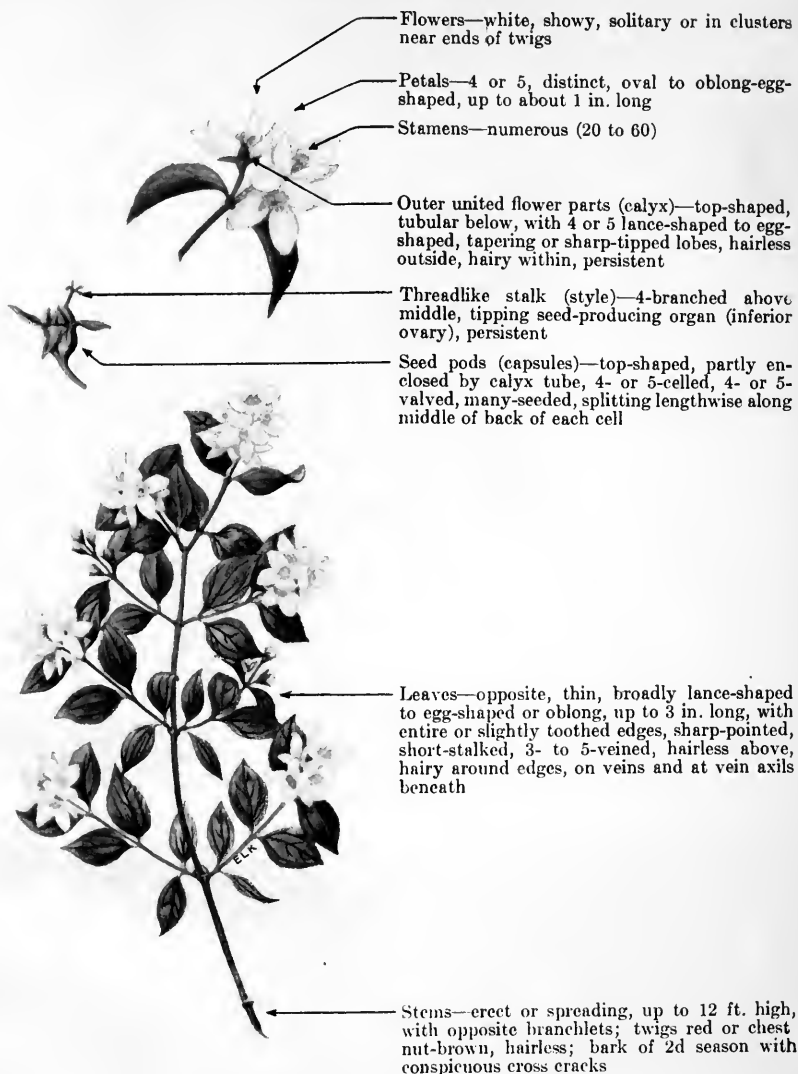 Flowers—white, showy, solitary or in clusters
near ends of twigs
Petals—4 or 5, distinct, oval to oblong-egg-
shaped, up to about 1 in. long
Stamens—numerous (20 to 60)
Outer united flower parts (calyx)—top-shaped,
tubular below, with 4 or 5 lance-shaped to egg-
shaped, tapering or sharp-tipped lobes, hairless
outside, hairy within, persistent
Threadlike stalk (style)—4-branched above
middle, tipping seed-producing organ (inferior
ovary), persistent
Seed pods (capsules)—top-shaped, partly en-
closed by calyx tube, 4- or 5-celled, 4- or 5-
valved, many-seeded, splitting lengthwise along
middle of back of each cell
Leaves—opposite, thin, broadly lance-shaped
to egg-shaped or oblong, up to 3 in. long, with
entire or slightly toothed edges, sharp-pointed,
short-stalked, 3- to 5-veined, hairless above,
hairy around edges, on veins and at vein axils
beneath
ELK
Stems—erect or spreading, up to 12 ft. high,
with opposite branchlets; twigs red or chest
nut-brown, hairless; bark of 2d season with
conspicuous cross cracks